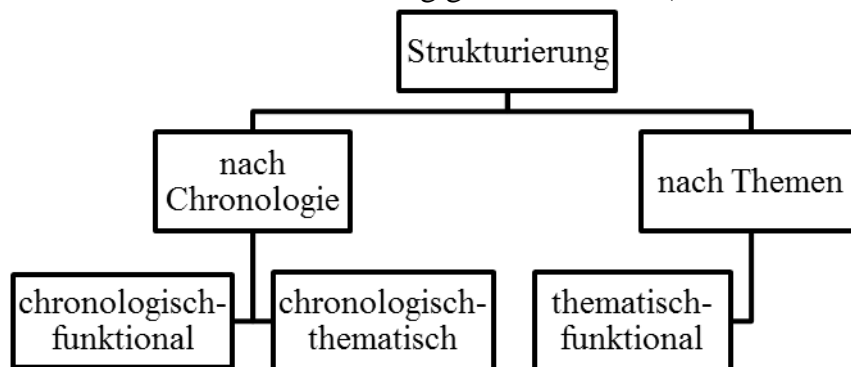 Strukturierung
nach
Chronologie
nach Themen
chronologisch-
funktional
chronologisch-
thematisch
thematisch-
funktional